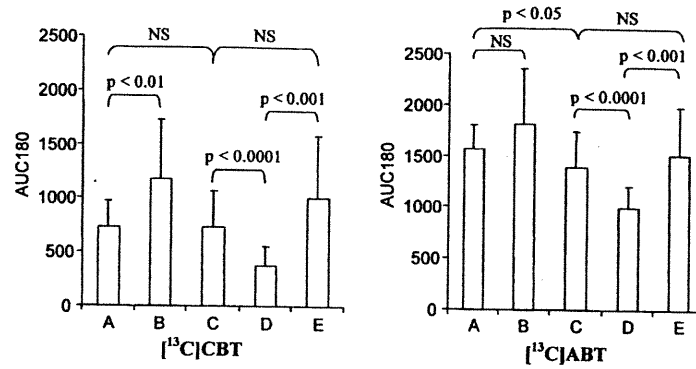 NS NS
p < 0.01
p < 0.001
p < 0.0001
AUC180
2500
2000
1500
1000
500
0
A B C D E
[¹³C]CBT
p < 0.05 NS
NS
p < 0.001
p < 0.0001
AUC180
2500
2000
1500
1000
500
0
A B C D E
[¹³C]ABT